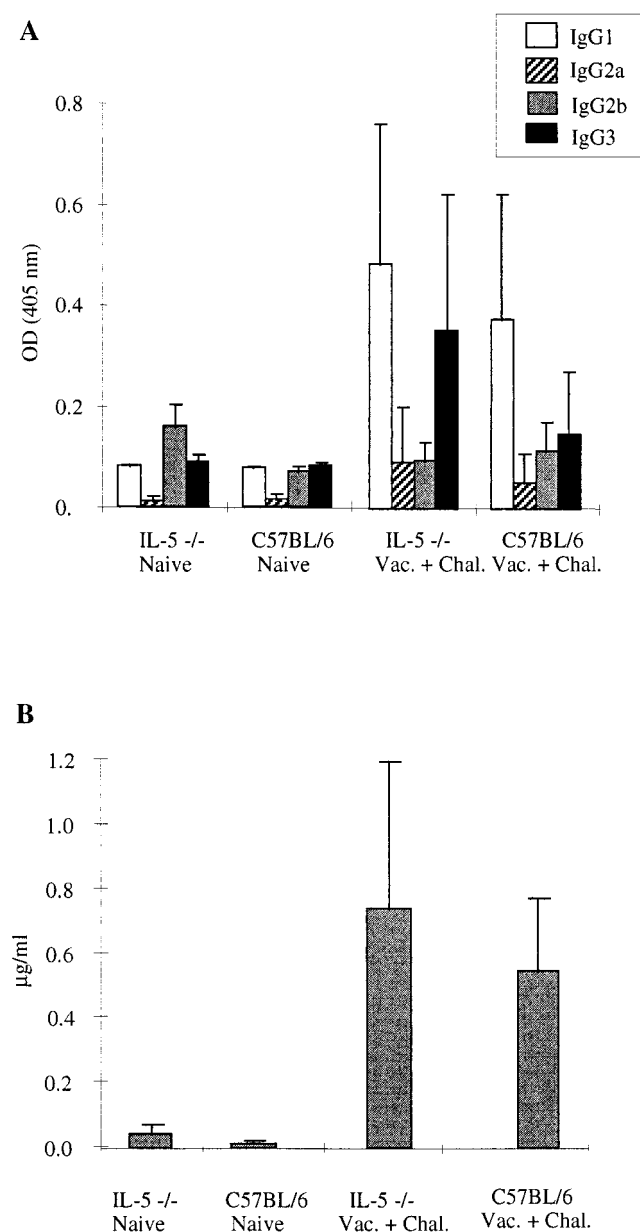 A
IgG1
IgG2a
IgG2b
IgG3
0.8
0.6
0.4
0.2
0.
OD (405 nm)
IL-5 -/- C57BL/6 IL-5 -/- C57BL/6
Naive Naive Vac. + Chal. Vac. + Chal.
B
1.2
1.0
0.8
0.6
0.4
0.2
0.0
µg/ml
IL-5 -/- C57BL/6 IL-5 -/- C57BL/6
Naive Naive Vac. + Chal. Vac. + Chal.